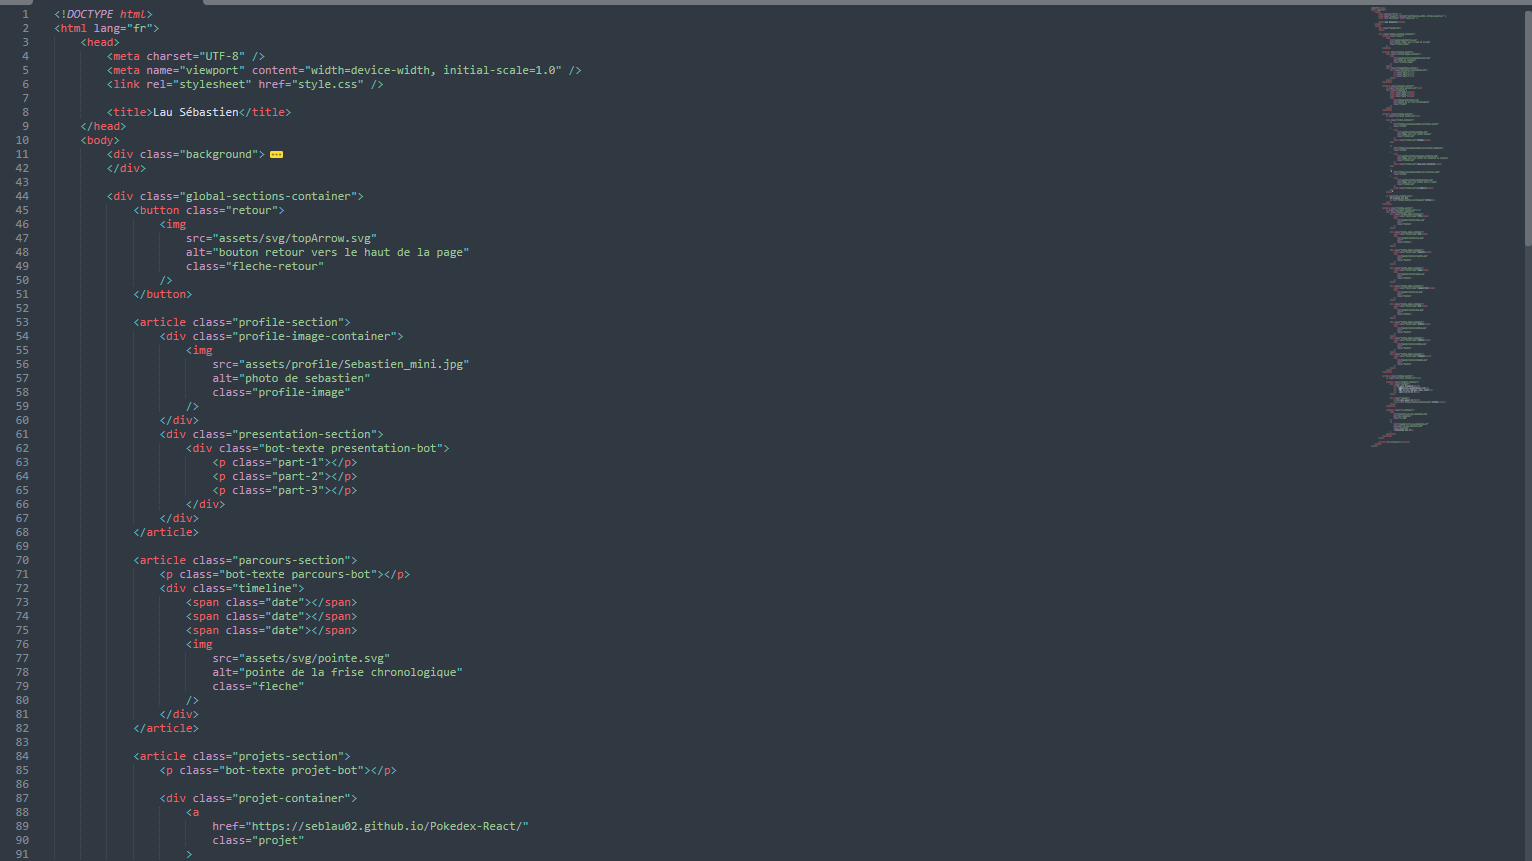 1 <!DOCTYPE html>
2 <html lang="fr">
3 <head>
4 <meta charset="UTF-8" />
5 <meta name="viewport" content="width=device-width, initial-scale=1.0" />
6 <link rel="stylesheet" href="style.css" />
7
8 <title>Lau Sébastien</title>
9 </head>
10 <body>
11 <div class="background">
42 </div>
43
44 <div class="global-sections-container">
45 <button class="retour">
46 <img
47 src="assets/svg/topArrow.svg"
48 alt="bouton retour vers le haut de la page"
49 class="fleche-retour"
50 />
51 </button>
52
53 <article class="profile-section">
54 <div class="profile-image-container">
55 <img
56 src="assets/profile/Sebastien_mini.jpg"
57 alt="photo de sebastien"
58 class="profile-image"
59 />
60 </div>
61 <div class="presentation-section">
62 <div class="bot-texte presentation-bot">
63 <p class="part-1"></p>
64 <p class="part-2"></p>
65 <p class="part-3"></p>
66 </div>
67 </div>
68 </article>
69
70 <article class="parcours-section">
71 <p class="bot-texte parcours-bot"></p>
72 <div class="timeline">
73 <span class="date"></span>
74 <span class="date"></span>
75 <span class="date"></span>
76 <img
77 src="assets/svg/pointe.svg"
78 alt="pointe de la frise chronologique"
79 class="fleche"
80 />
81 </div>
82 </article>
83
84 <article class="projets-section">
85 <p class="bot-texte projet-bot"></p>
86
87 <div class="projet-container">
88 <a
89 href="https://seblau02.github.io/Pokedex-React/"
90 class="projet"
91 >